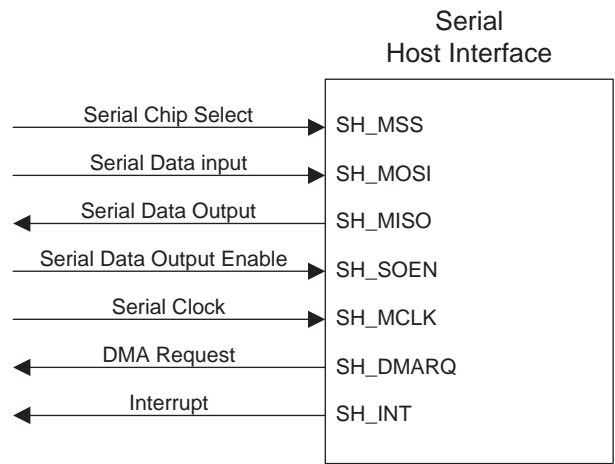 Serial
Host Interface
Serial Chip Select
SH_MSS
Serial Data input
SH_MOSI
Serial Data Output
SH_MISO
Serial Data Output Enable
SH_SOEN
Serial Clock
SH_MCLK
DMA Request
SH_DMARQ
Interrupt
SH_INT